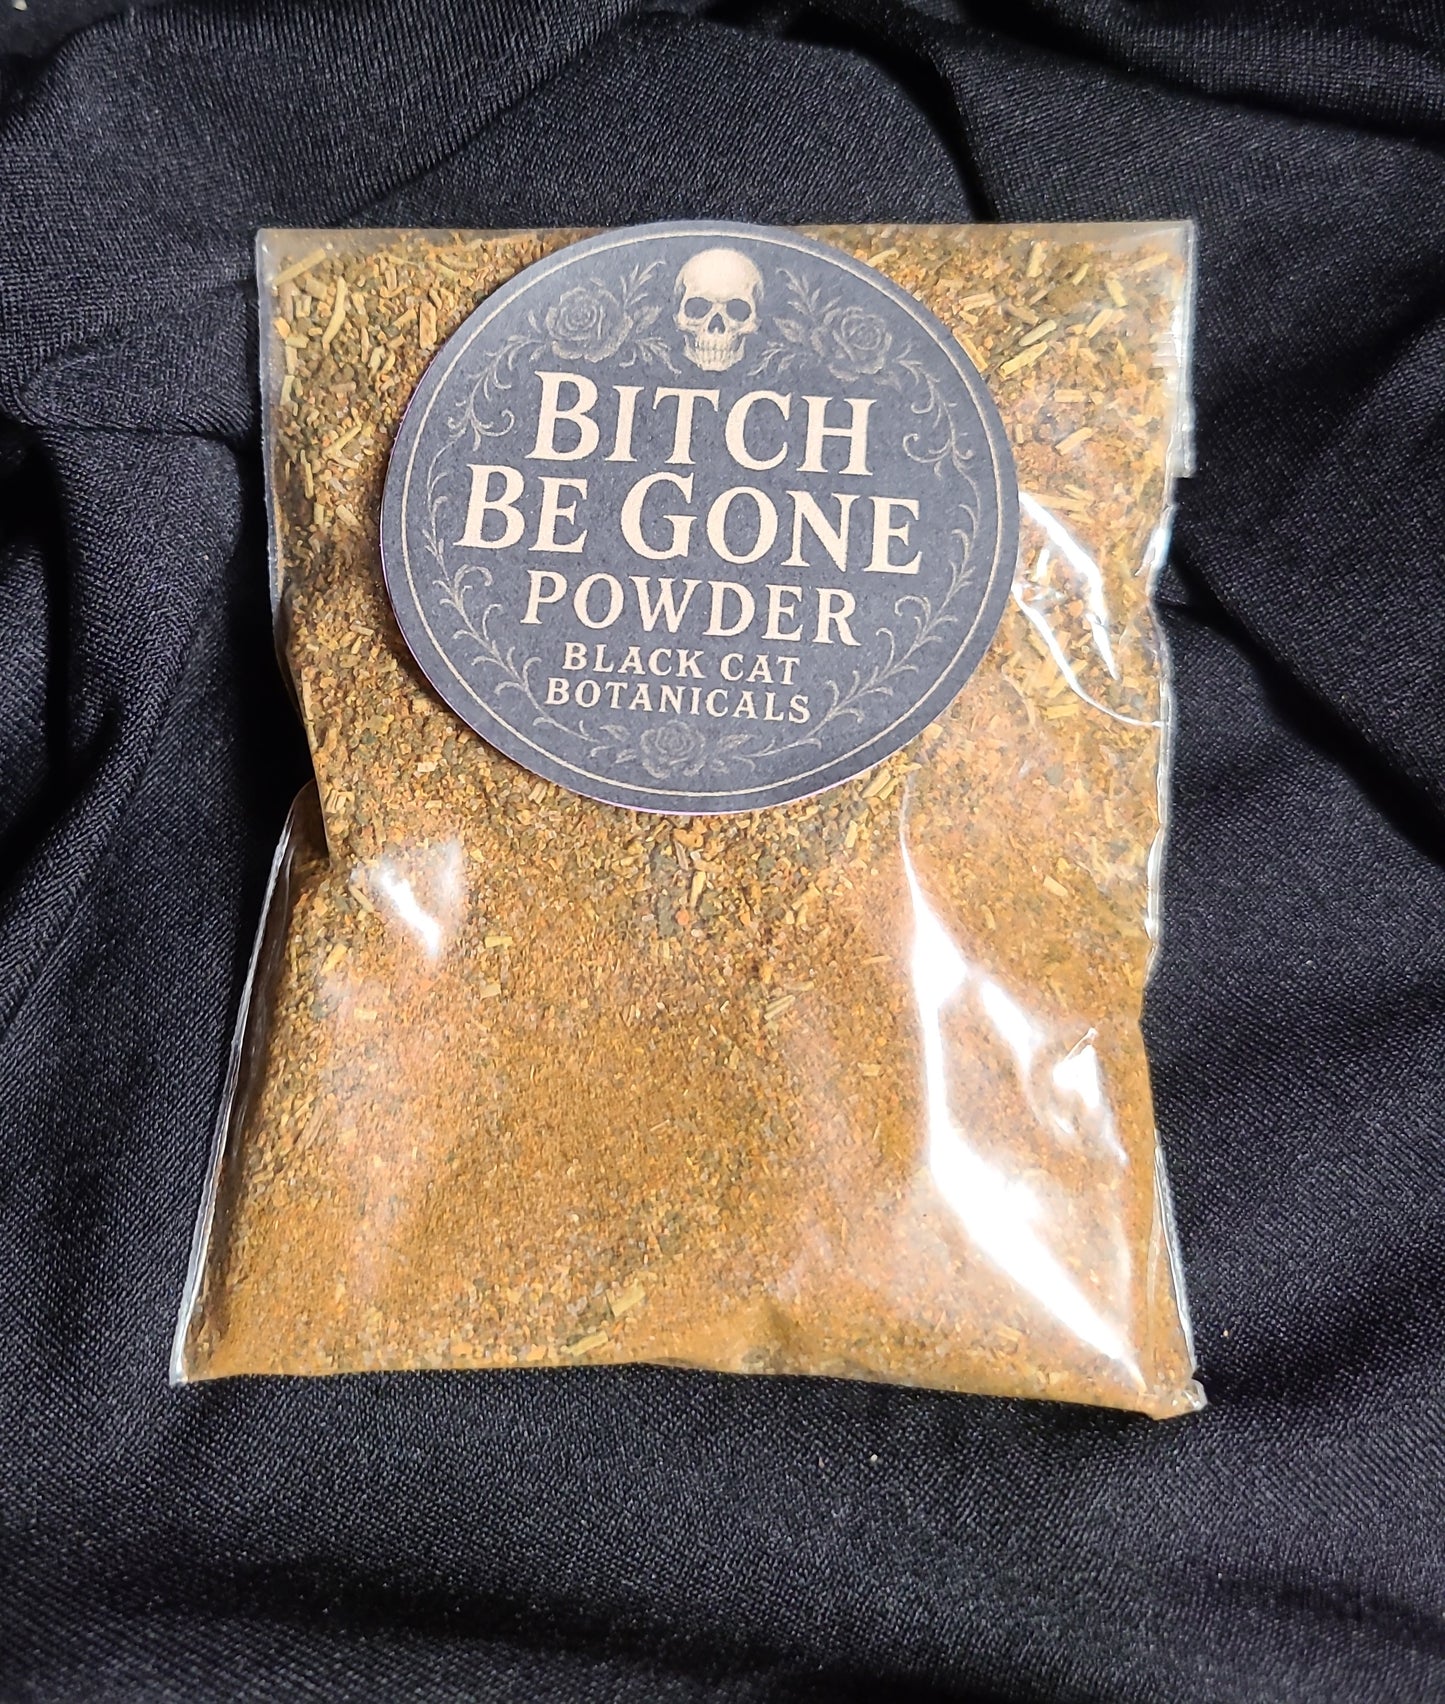 BITCH
BE GONE
POWDER
BLACK CAT
BOTANICALS